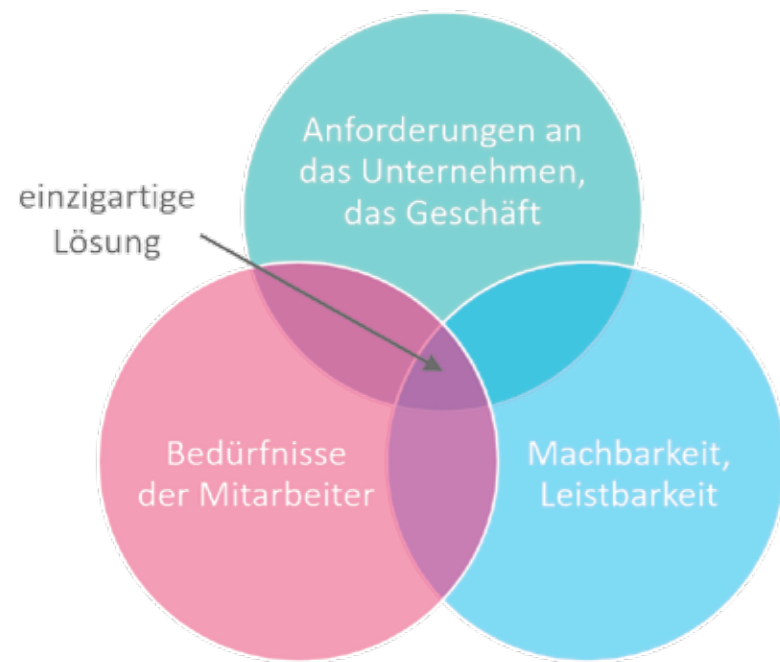 Anforderungen an
das Unternehmen,
das Geschäft
einzigartige
Lösung
Bedürfnisse
der Mitarbeiter
Machbarkeit,
Leistbarkeit